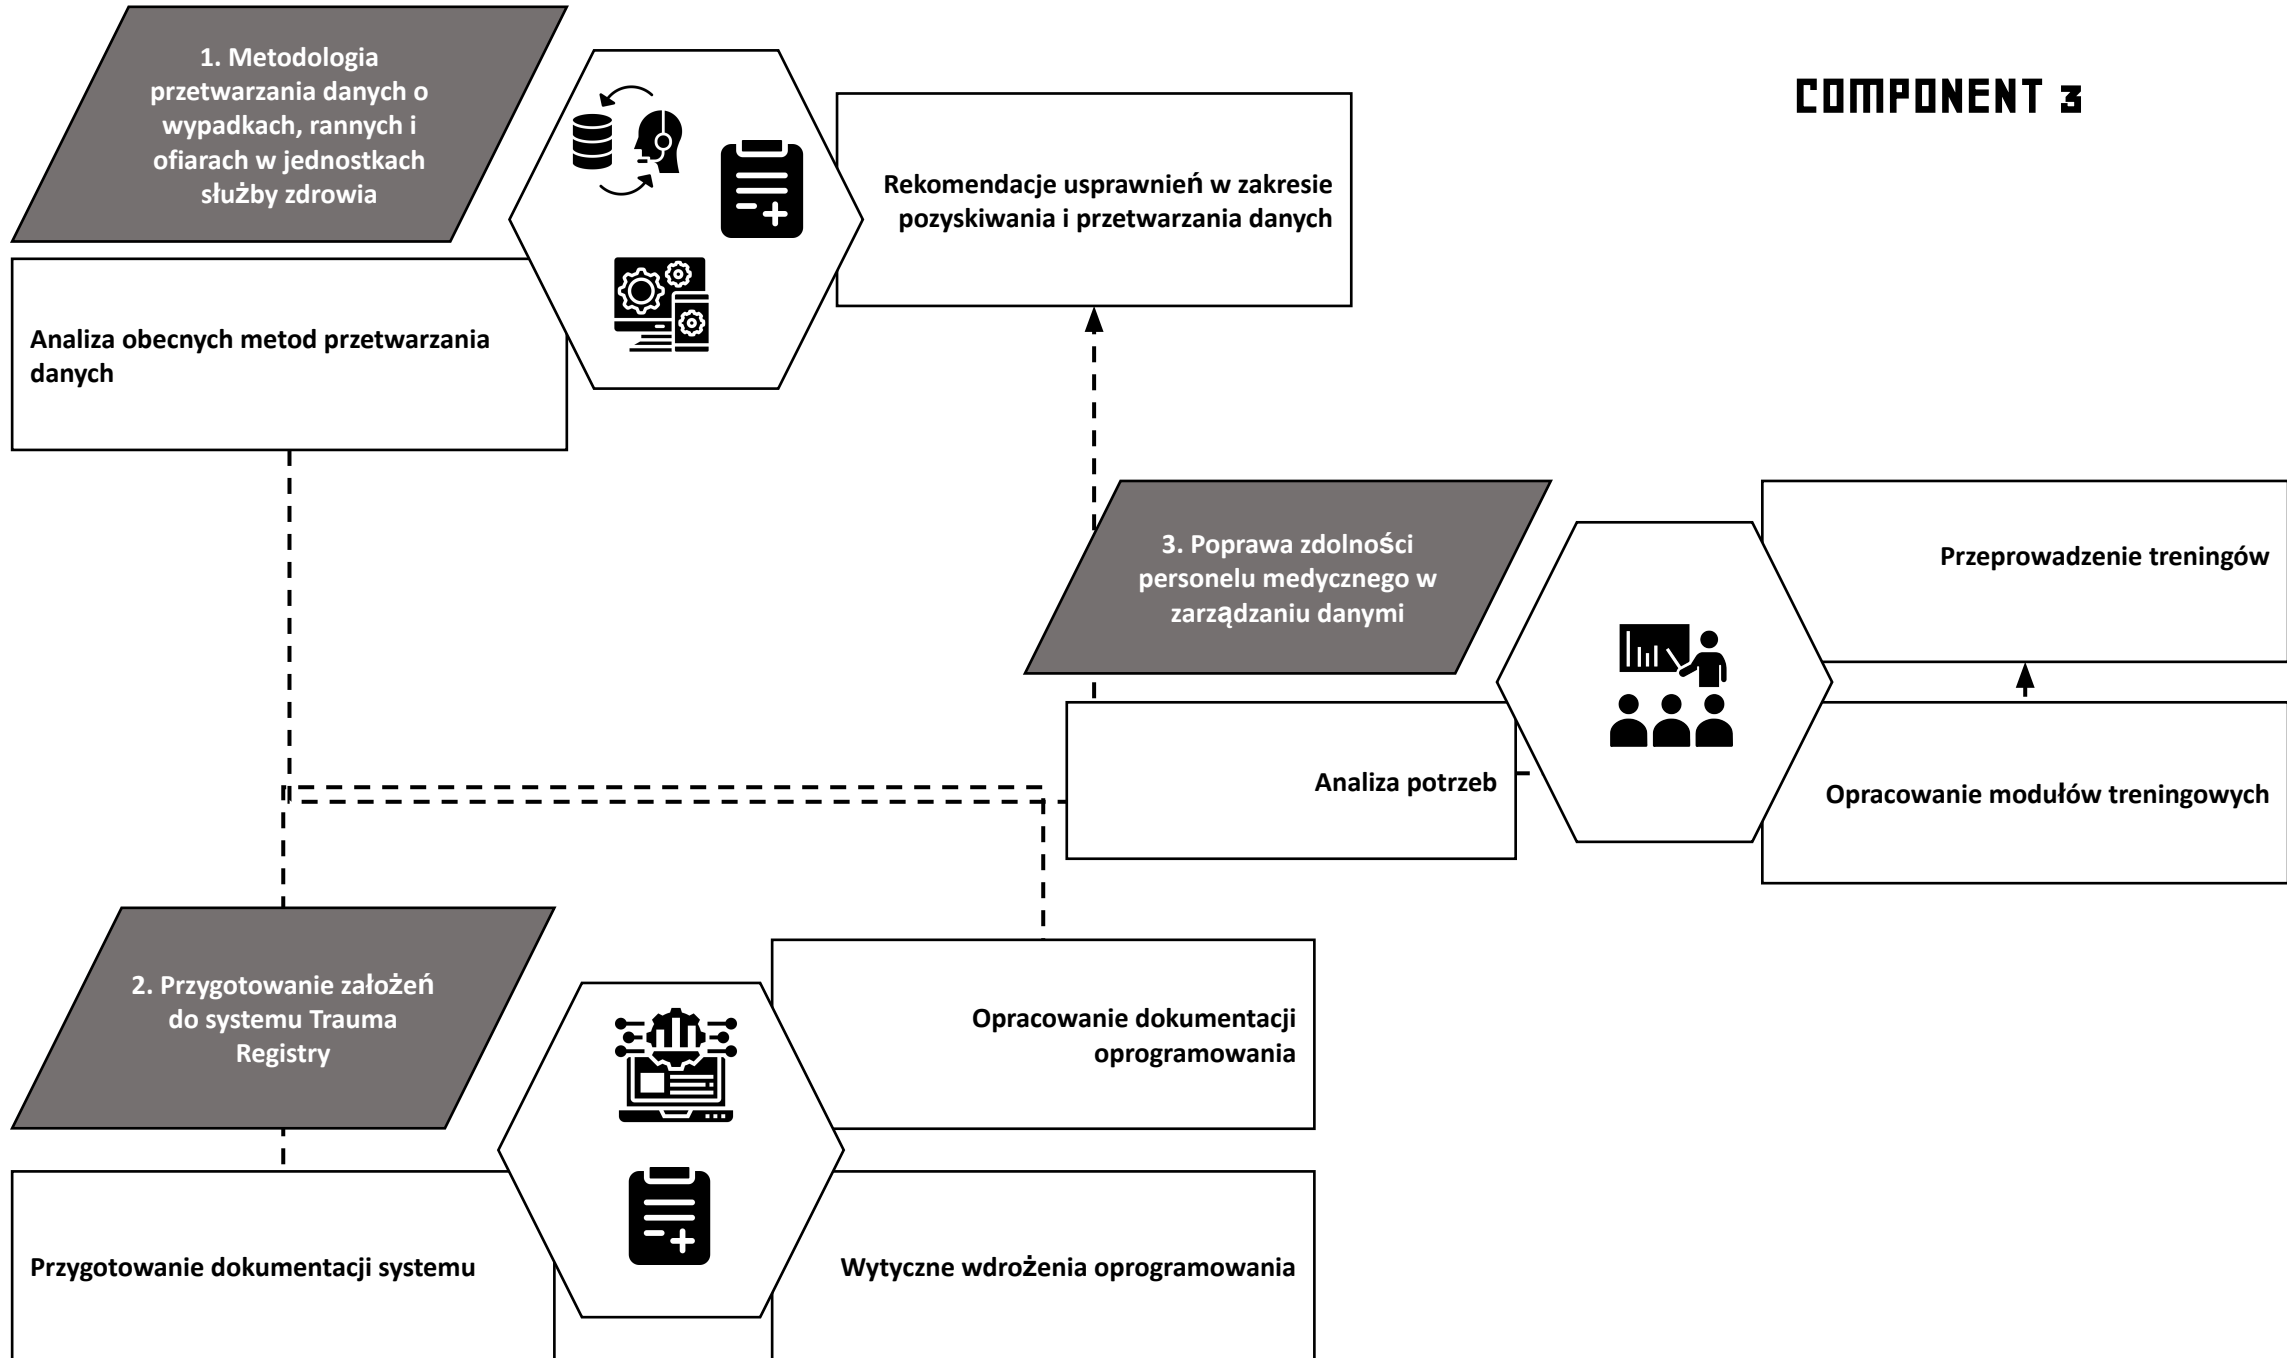 COMPONENT 3
1. Metodologia
przetwarzania danych o
wypadkach, rannych i
ofiarach w jednostkach
służby zdrowia
Rekomendacje usprawnień w zakresie
pozyskiwania i przetwarzania danych
Analiza obecnych metod przetwarzania
danych
3. Poprawa zdolności
personelu medycznego w
zarządzaniu danymi
Przeprowadzenie treningów
Analiza potrzeb
Opracowanie modułów treningowych
2. Przygotowanie założeń
do systemu Trauma
Registry
Opracowanie dokumentacji
oprogramowania
Przygotowanie dokumentacji systemu
Wytyczne wdrożenia oprogramowania